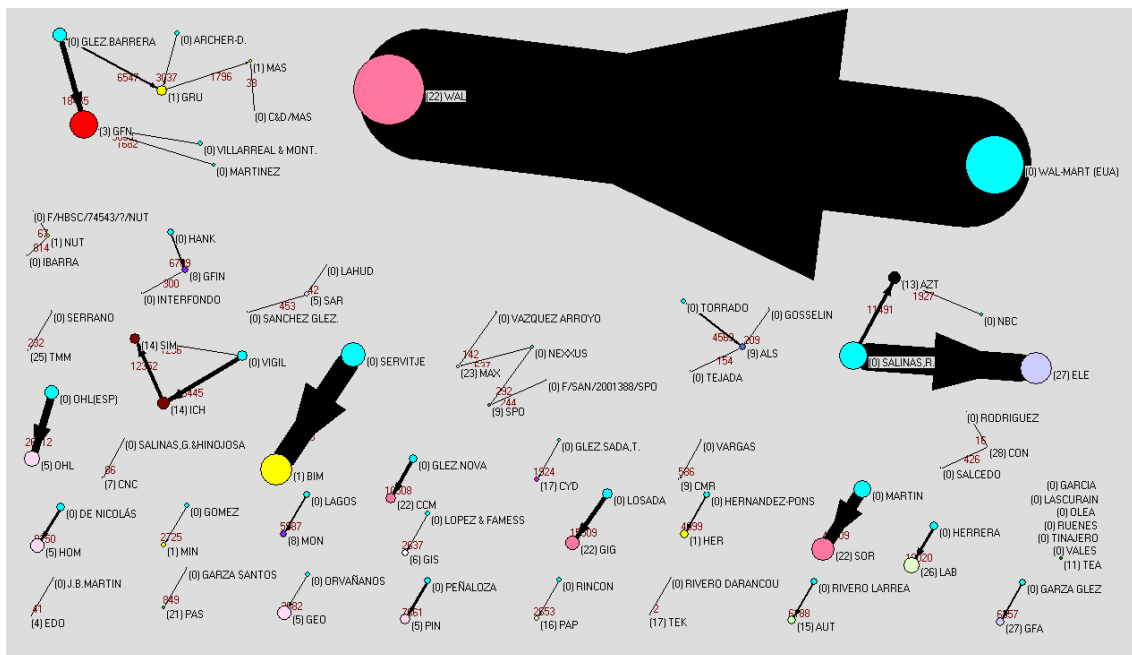 (0) GLEZ.BARRERA
(0) ARCHER-D.
(1) MAS
6547
3037
1796
38
(1) GRU
(3) GFN
(0) C&D/MAS
1682
(0) VILLARREAL & MONT.
(0) MARTINEZ
(22) WAL
(0) WAL-MART (EUA)
(0) F/HBSC/74543/?/NUT
67
(1) NUT
814
(0) IBARRA
(0) HANK
(8) GFIN
300
(0) INTERFONDO
(0) LAHUD
42
(5) SAR
453
(0) SANCHEZ GLEZ.
(13) AZT
1927
11491
(0) NBC
(0) SALINAS,R.
(27) ELE
(0) SERRANO
232
(25) TMM
(14) SIM
12352
(0) VIGIL
(14) ICH
(0) SERVITJE
(1) BIM
(0) VAZQUEZ ARROYO
142
(0) NEXXUS
(23) MAX
292
(0) F/SAN/2001388/SPO
(9) SPO
(0) TORRADO
(0) GOSSELIN
209
(9) ALS
154
(0) TEJADA
(0) OHL(ESP)
(5) OHL
(0) SALINAS,G.&HINOJOSA
86
(7) CNC
(0) GLEZ.NOVA
(22) CCM
(0) GLEZ.SADA,T.
1924
(17) CYD
(0) VARGAS
586
(9) CMR
(0) RODRIGUEZ
16
(28) CON
426
(0) SALCEDO
(0) DE NICOLÁS
(5) HOM
(0) GOMEZ
2725
(1) MIN
(0) LAGOS
(8) MON
(0) LOPEZ & FAMESS
2637
(6) GIS
(0) LOSADA
(22) GIG
(0) HERNANDEZ-PONS
(1) HER
(0) MARTIN
(22) SOR
(0) HERRERA
(26) LAB
(0) GARCIA
(0) LASCURAIN
(0) OLEA
(0) RUENES
(0) TINAJERO
(0) VALES
(11) TEA
(0) J.B.MARTIN
41
(4) EDO
(0) GARZA SANTOS
849
(21) PAS
(0) ORVAÑANOS
(5) GEO
(0) PEÑALOZA
(5) PIN
(0) RINCON
2653
(16) PAP
(0) RIVERO DARANCOU
2
(17) TEK
(0) RIVERO LARREA
(15) AUT
(0) GARZA GLEZ
(27) GFA